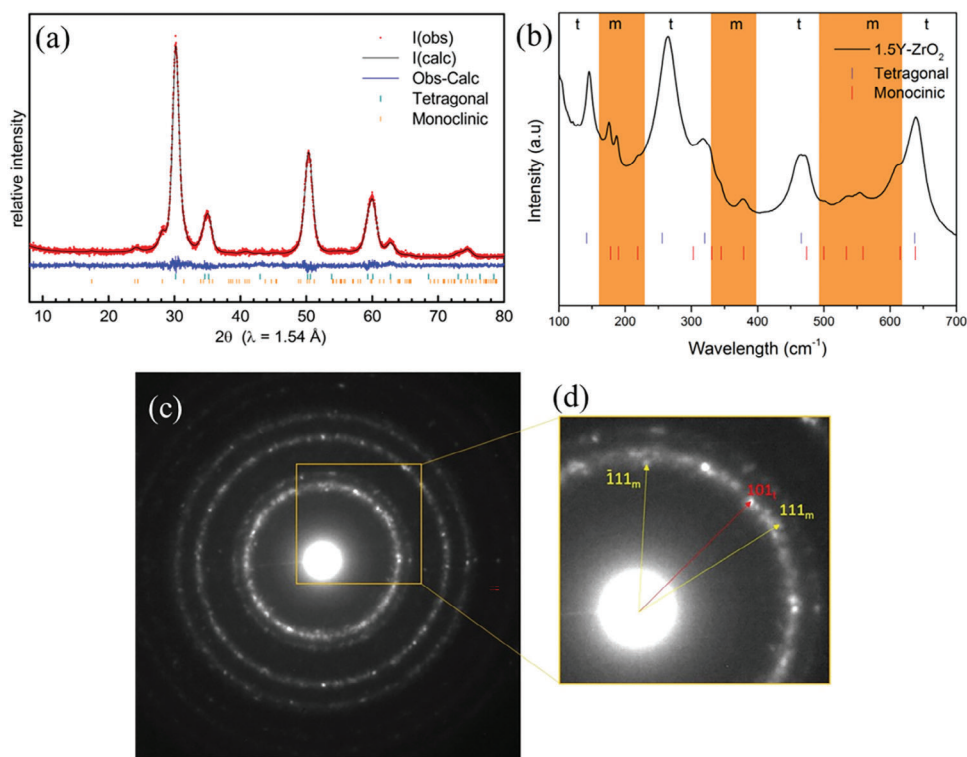 (a)
I(obs)
I(calc)
Obs-Calc
Tetragonal
Monoclinic
relative intensity
10 20 30 40 50 60 70 80
2θ (λ = 1.54 Å)
(b)
t m t m t m t
1.5Y-ZrO₂
Tetragonal
Monocinic
Intensity (a.u)
100 200 300 400 500 600 700
Wavelength (cm⁻¹)
(c)
(d)
1̄11ₘ
101ₜ
111ₘ